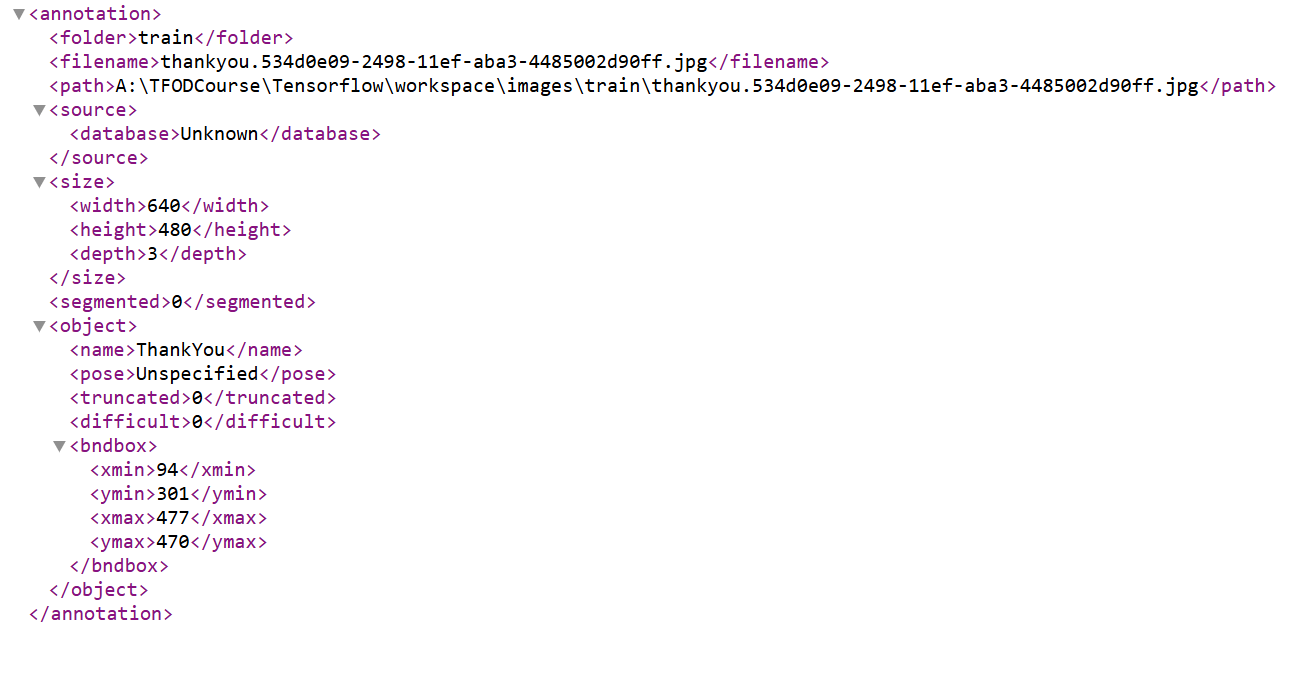 <annotation>
<folder>train</folder>
<filename>thankyou.534d0e09-2498-11ef-aba3-4485002d90ff.jpg</filename>
<path>A:\TFODCourse\Tensorflow\workspace\images\train\thankyou.534d0e09-2498-11ef-aba3-4485002d90ff.jpg</path>
<source>
<database>Unknown</database>
</source>
<size>
<width>640</width>
<height>480</height>
<depth>3</depth>
</size>
<segmented>0</segmented>
<object>
<name>ThankYou</name>
<pose>Unspecified</pose>
<truncated>0</truncated>
<difficult>0</difficult>
<bndbox>
<xmin>94</xmin>
<ymin>301</ymin>
<xmax>477</xmax>
<ymax>470</ymax>
</bndbox>
</object>
</annotation>